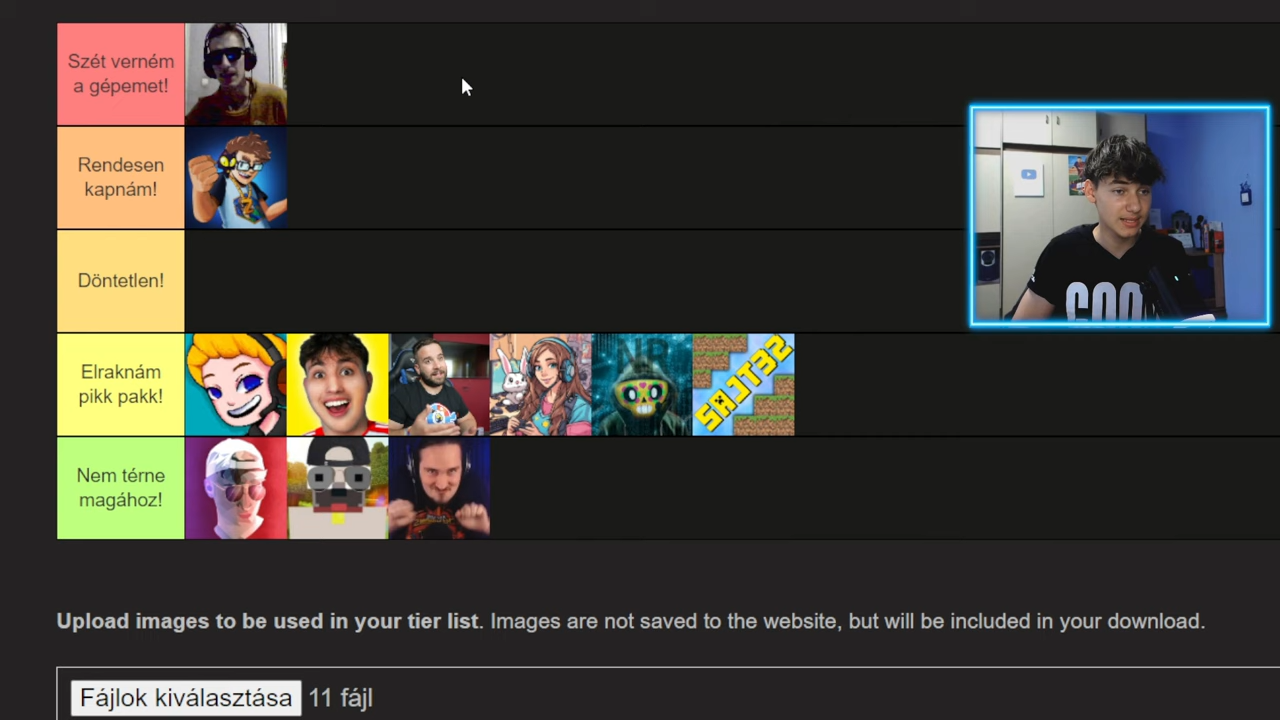 Szét verném
a gépemet!
Rendesen
kapnám!
Döntetlen!
Elraknám
pikk pakk!
NR
SAJT32
Nem térne
magához!
COO
Upload images to be used in your tier list. Images are not saved to the website, but will be included in your download.
Fájlok kiválasztása 11 fájl